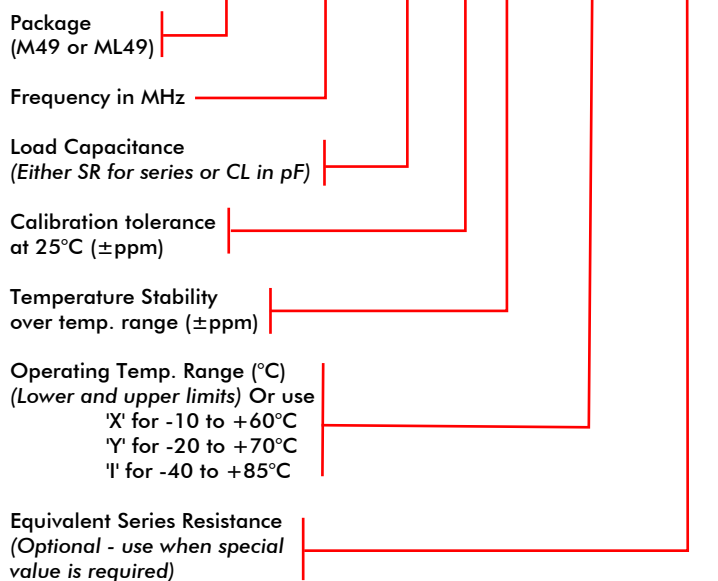 Package
(M49 or ML49)
Frequency in MHz
Load Capacitance
(Either SR for series or CL in pF)
Calibration tolerance
at 25°C (±ppm)
Temperature Stability
over temp. range (±ppm)
Operating Temp. Range (°C)
(Lower and upper limits) Or use
'X' for -10 to +60°C
'Y' for -20 to +70°C
'I' for -40 to +85°C
Equivalent Series Resistance
(Optional - use when special
value is required)